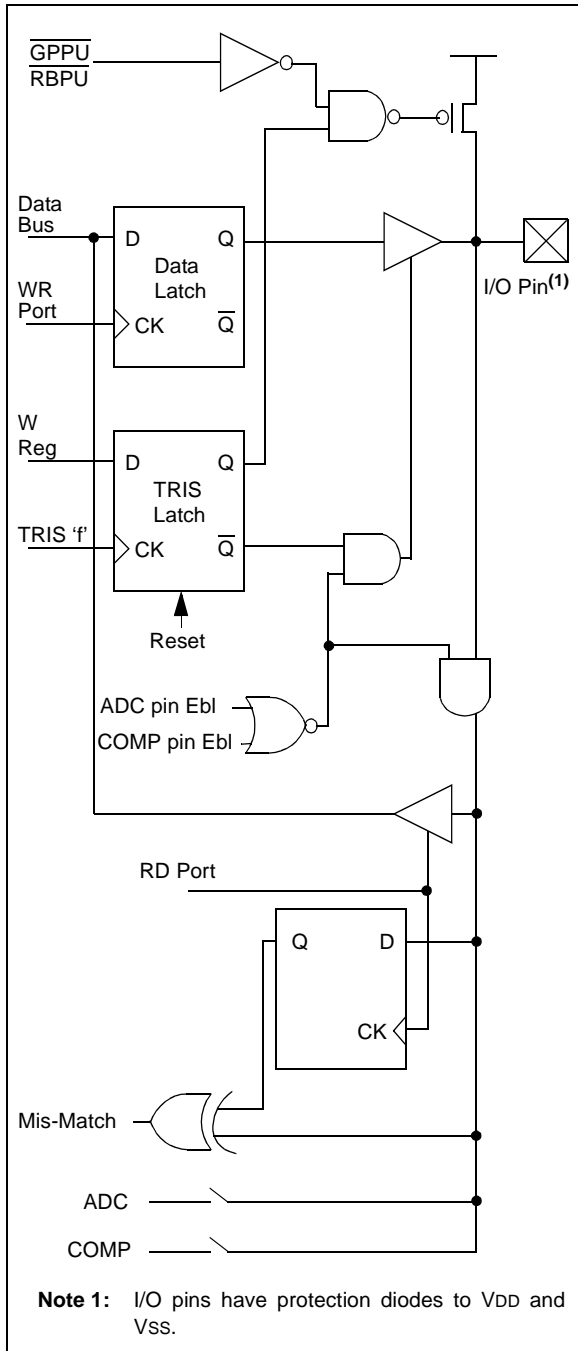 G̅P̅P̅U̅
R̅B̅P̅U̅
Data
Bus
D
Q
Data
Latch
I/O Pin(1)
WR
Port
CK
Q̅
W
Reg
D
Q
TRIS
Latch
TRIS ‘f’
CK
Q̅
Reset
ADC pin Ebl
COMP pin Ebl
RD Port
Q
D
CK
Mis-Match
ADC
COMP
Note 1: I/O pins have protection diodes to VDD and
VSS.